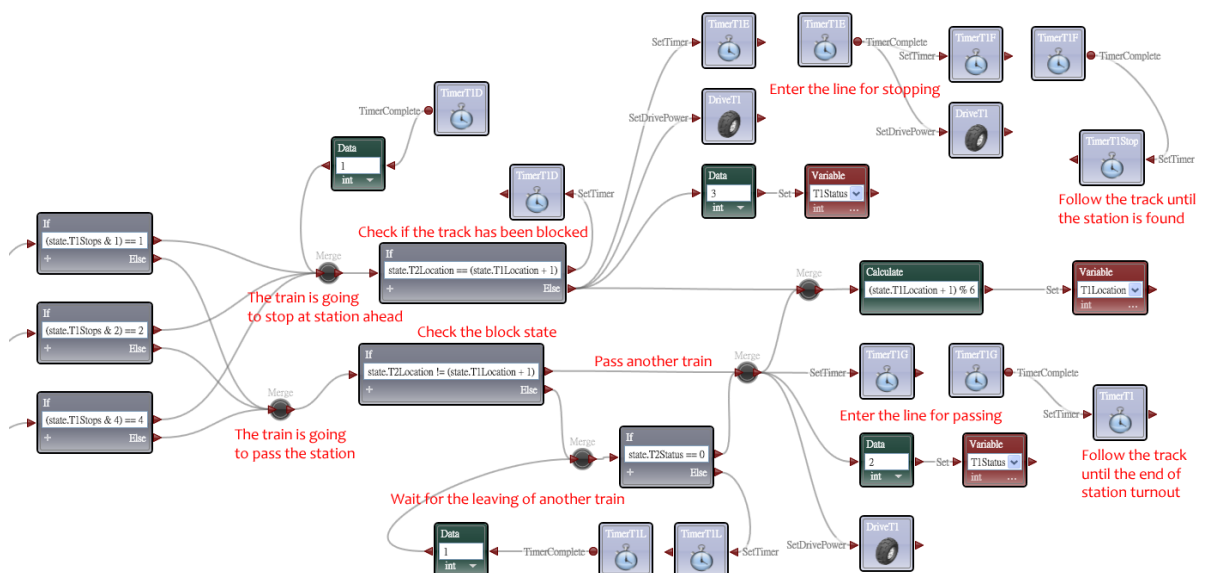 TimerT1E
SetTimer
TimerT1E
TimerComplete
SetTimer
TimerT1F
TimerT1F
TimerComplete
Enter the line for stopping
TimerT1D
TimerComplete
DriveT1
SetDrivePower
DriveT1
SetDrivePower
Data
1
int
TimerT1Stop
SetTimer
TimerT1D
SetTimer
Data
3
int
Set
Variable
T1Status
int ...
Follow the track until
the station is found
If
(state.T1Stops & 1) == 1
+ Else
Check if the track has been blocked
Merge
If
state.T2Location == (state.T1Location + 1)
+ Else
Merge
Calculate
(state.T1Location + 1) % 6
Set
Variable
T1Location
int ...
The train is going
to stop at station ahead
If
(state.T1Stops & 2) == 2
+ Else
Check the block state
If
state.T2Location != (state.T1Location + 1)
+ Else
Pass another train
Merge
SetTimer
TimerT1G
TimerT1G
TimerComplete
SetTimer
TimerT1
Enter the line for passing
If
(state.T1Stops & 4) == 4
+ Else
Merge
The train is going
to pass the station
Merge
If
state.T2Status == 0
+ Else
Data
2
int
Set
Variable
T1Status
int ...
Follow the track
until the end of
station turnout
Wait for the leaving of another train
Data
1
int
TimerComplete
TimerT1L
TimerT1L
SetTimer
SetDrivePower
DriveT1